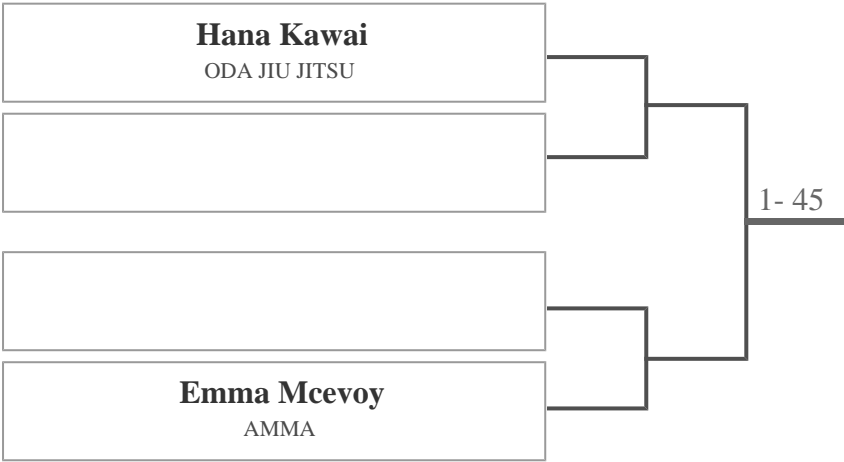 Hana Kawai
ODA JIU JITSU
1- 45
Emma Mcevoy
AMMA